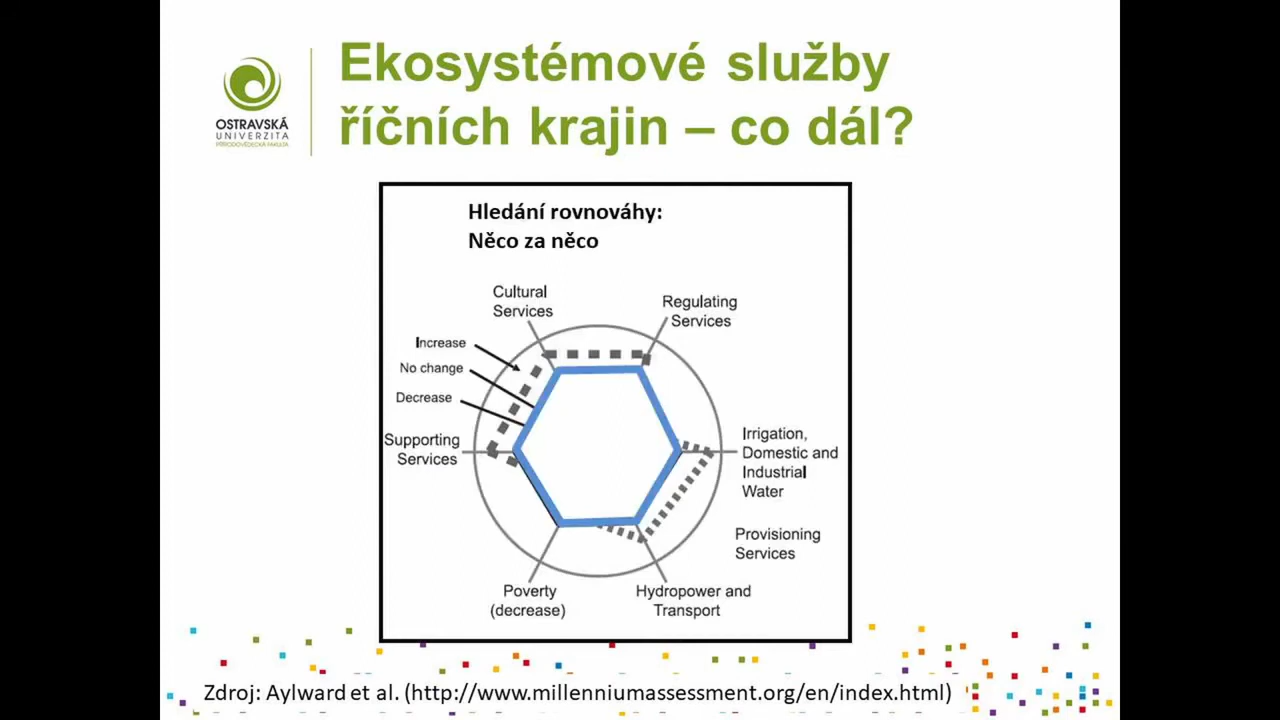 Ekosystémové služby
říčních krajin – co dál?
OSTRAVSKÁ
UNIVERZITA
PŘÍRODOVĚDECKÁ FAKULTA
Hledání rovnováhy:
Něco za něco
Cultural
Services
Regulating
Services
Increase
No change
Decrease
Supporting
Services
Irrigation,
Domestic and
Industrial
Water
Provisioning
Services
Poverty
(decrease)
Hydropower and
Transport
Zdroj: Aylward et al. (http://www.millenniumassessment.org/en/index.html)